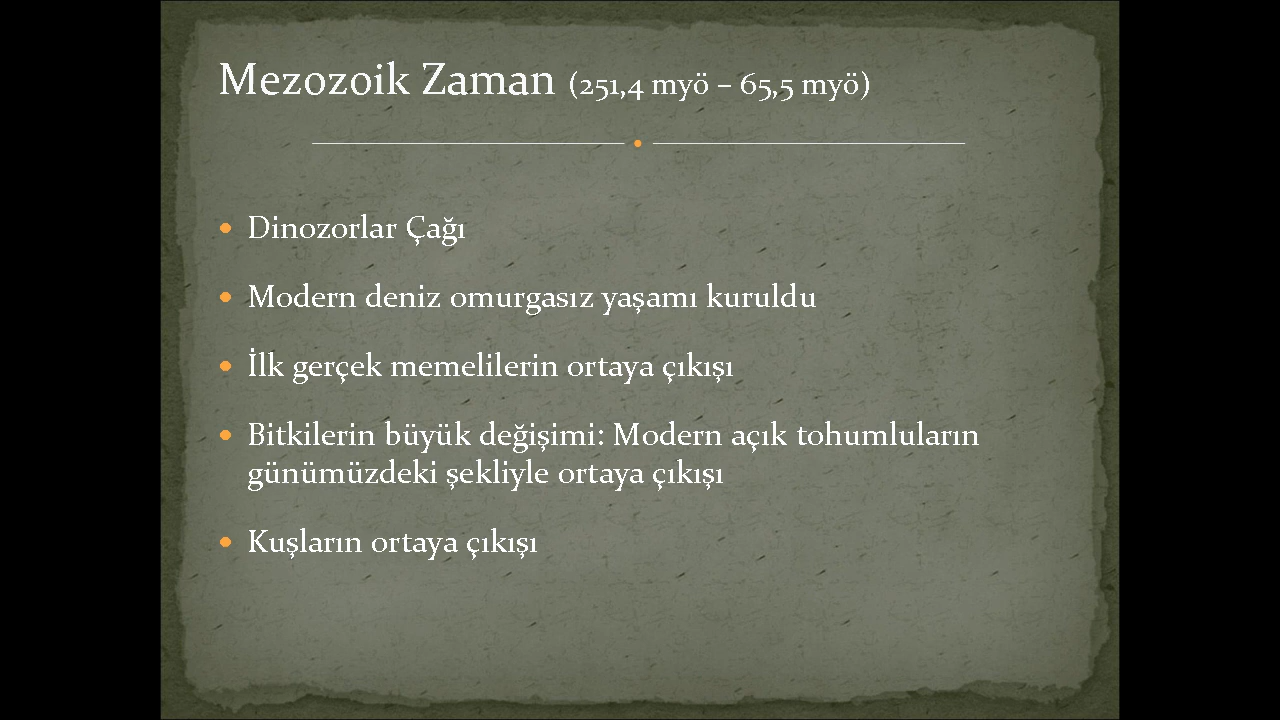 Mezozoik Zaman (251,4 myö – 65,5 myö)
Dinozorlar Çağı
Modern deniz omurgasız yaşamı kuruldu
İlk gerçek memelilerin ortaya çıkışı
Bitkilerin büyük değişimi: Modern açık tohumluların
günümüzdeki şekliyle ortaya çıkışı
Kuşların ortaya çıkışı